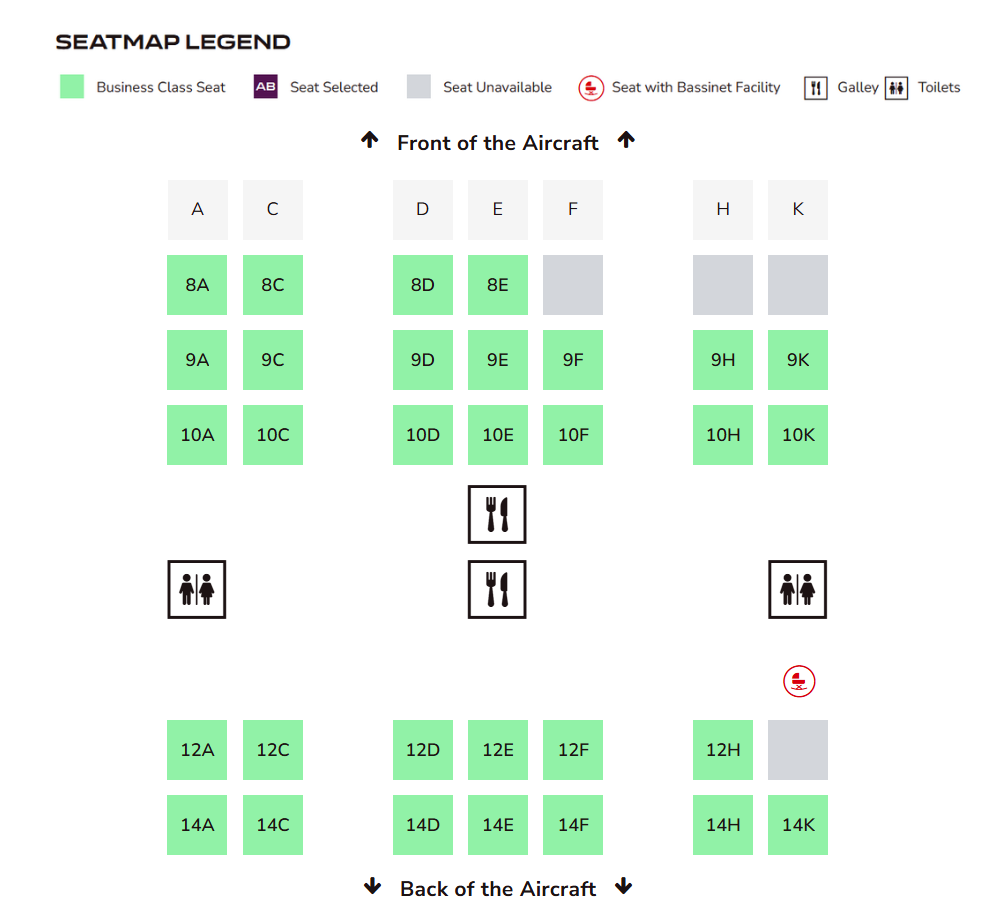 SEATMAP LEGEND
Business Class Seat AB Seat Selected Seat Unavailable Seat with Bassinet Facility Galley Toilets
Front of the Aircraft
A C D E F H K
8A 8C 8D 8E
9A 9C 9D 9E 9F 9H 9K
10A 10C 10D 10E 10F 10H 10K
12A 12C 12D 12E 12F 12H
14A 14C 14D 14E 14F 14H 14K
Back of the Aircraft